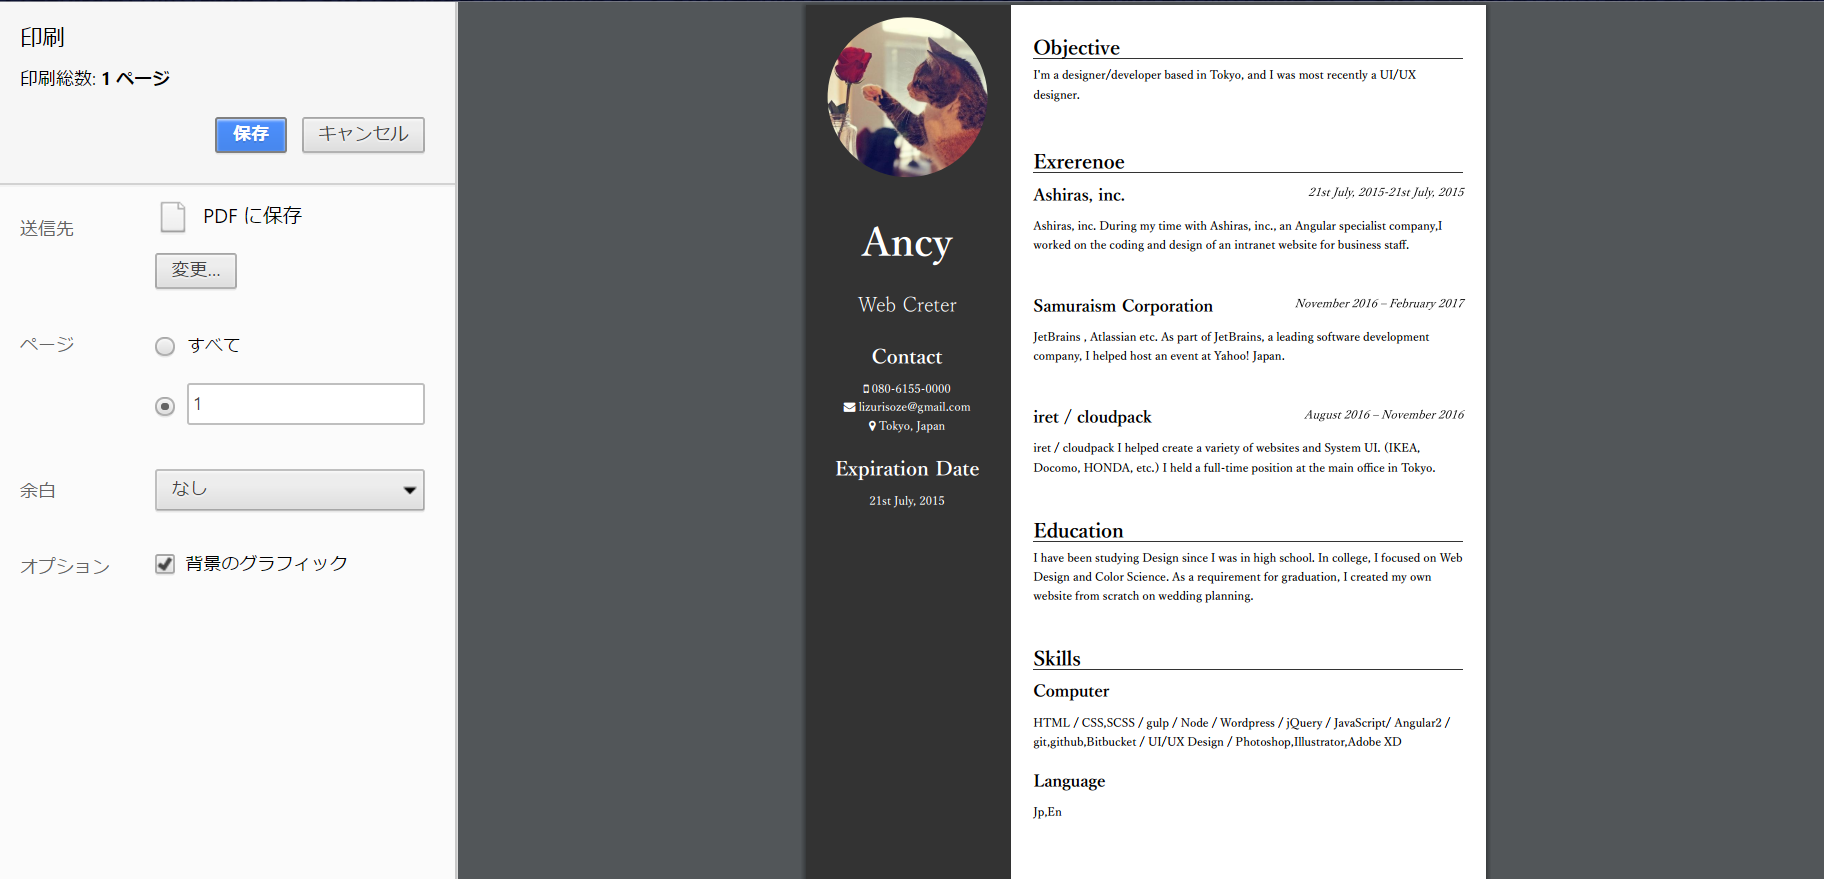 印刷
印刷総数: 1 ページ
保存
キャンセル
送信先
PDF に保存
変更...
ページ
すべて
1
余白
なし
オプション
背景のグラフィック
Ancy
Web Creter
Contact
080-6155-0000
lizurisoze@gmail.com
Tokyo, Japan
Expiration Date
21st July, 2015
Objective
I'm a designer/developer based in Tokyo, and I was most recently a UI/UX
designer.
Exrerenoe
Ashiras, inc.
21st July, 2015-21st July, 2015
Ashiras, inc. During my time with Ashiras, inc., an Angular specialist company,I
worked on the coding and design of an intranet website for business staff.
Samuraism Corporation
November 2016 – February 2017
JetBrains , Atlassian etc. As part of JetBrains, a leading software development
company, I helped host an event at Yahoo! Japan.
iret / cloudpack
August 2016 – November 2016
iret / cloudpack I helped create a variety of websites and System UI. (IKEA,
Docomo, HONDA, etc.) I held a full-time position at the main office in Tokyo.
Education
I have been studying Design since I was in high school. In college, I focused on Web
Design and Color Science. As a requirement for graduation, I created my own
website from scratch on wedding planning.
Skills
Computer
HTML / CSS,SCSS / gulp / Node / Wordpress / jQuery / JavaScript/ Angular2 /
git,github,Bitbucket / UI/UX Design / Photoshop,Illustrator,Adobe XD
Language
Jp,En